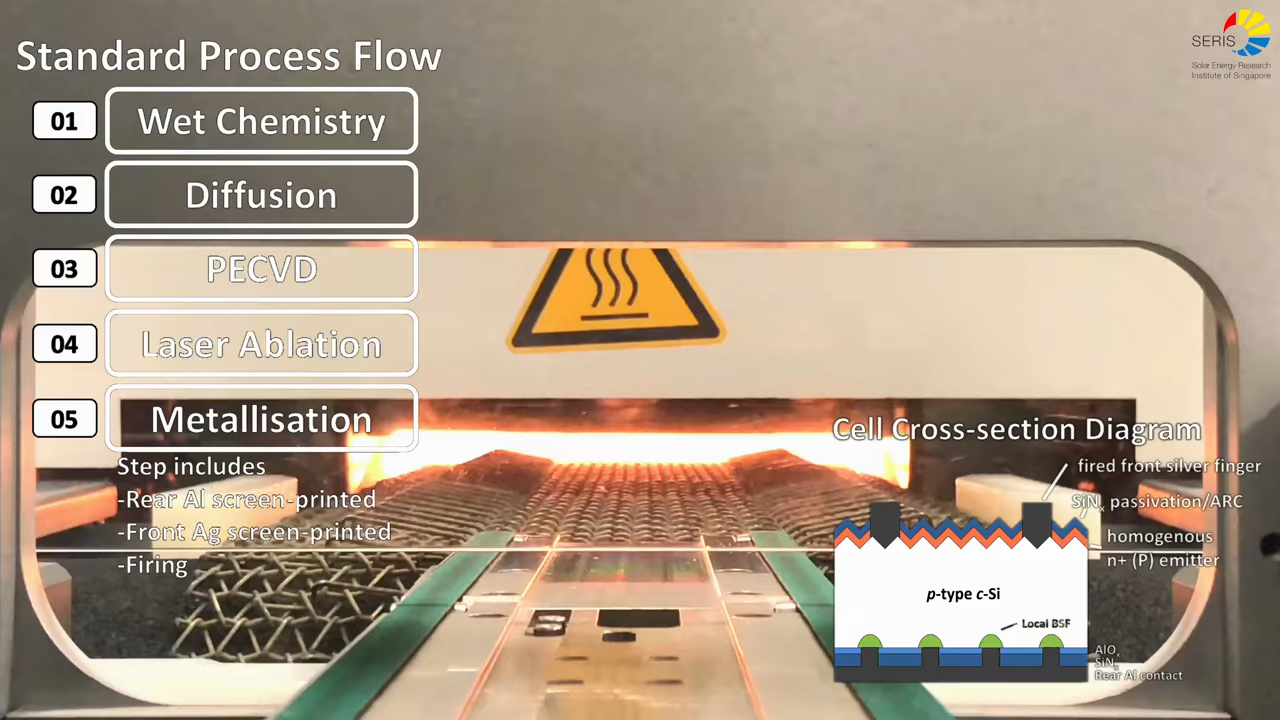 Standard Process Flow
01 Wet Chemistry
02 Diffusion
03 PECVD
04 Laser Ablation
05 Metallisation
Step includes
-Rear Al screen-printed
-Front Ag screen-printed
-Firing
SERIS
Solar Energy Research
Institute of Singapore
Cell Cross-section Diagram
fired front silver finger
SiNx passivation/ARC
homogenous
n+ (P) emitter
p-type c-Si
Local BSF
AlOx
SiNx
Rear Al contact